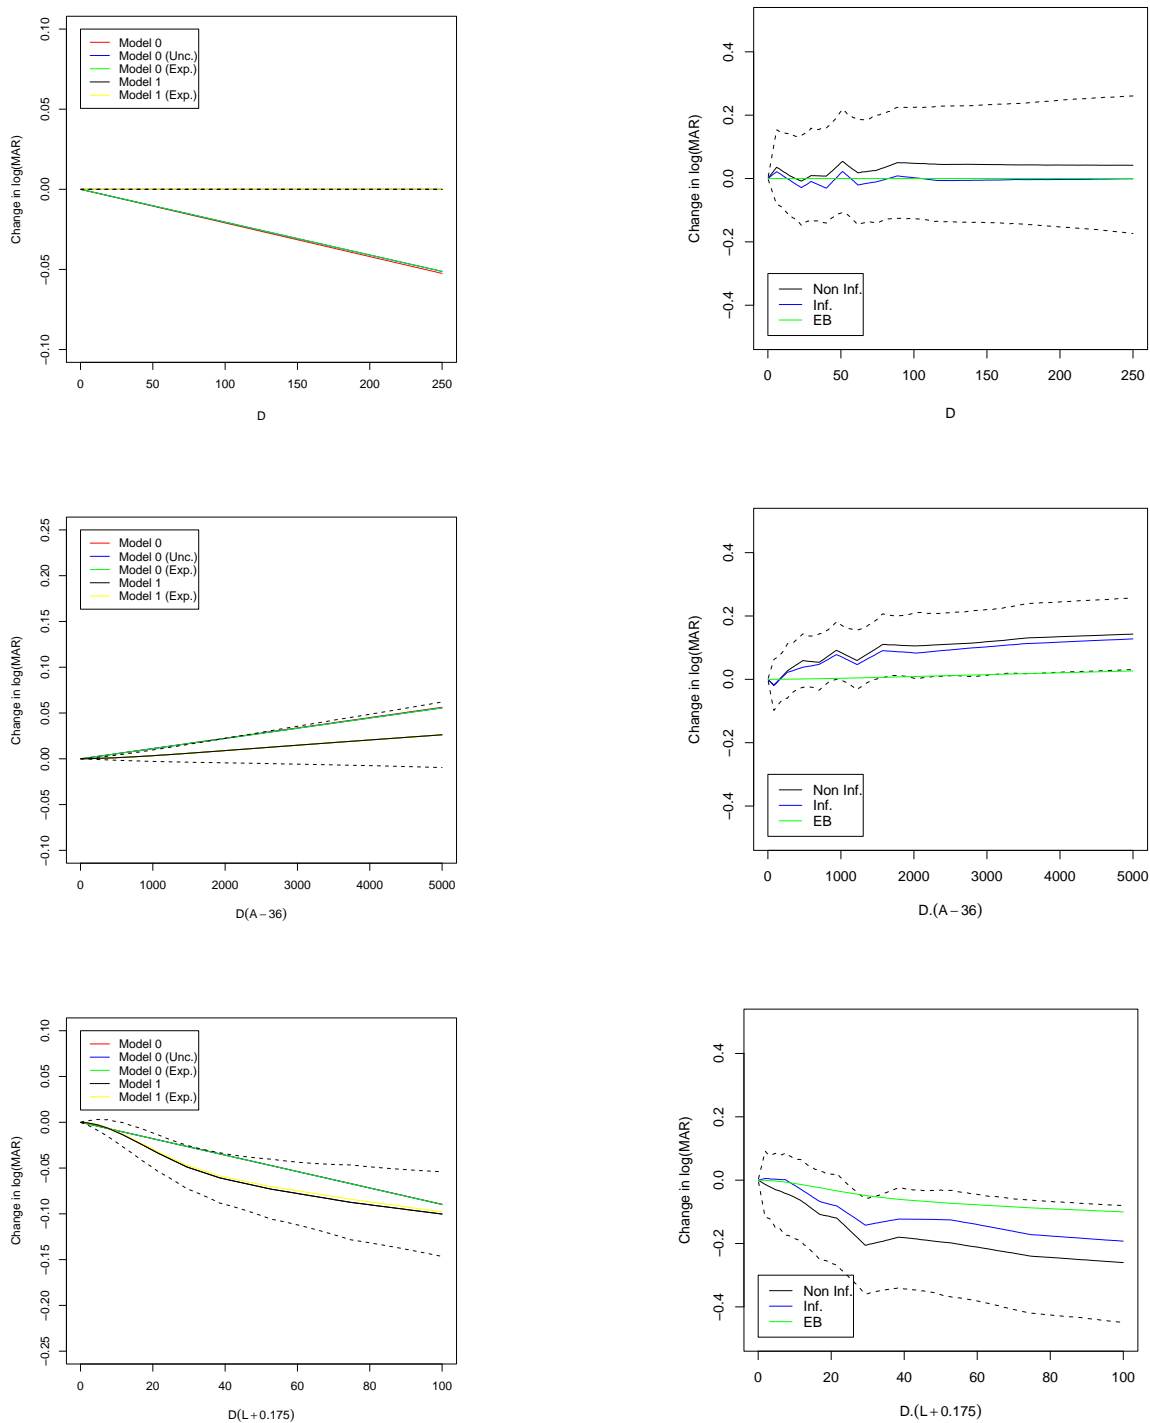 Change in log(MAR)
0.10
0.05
0.00
−0.05
−0.10
Model 0
Model 0 (Unc.)
Model 0 (Exp.)
Model 1
Model 1 (Exp.)
0 50 100 150 200 250
D
Change in log(MAR)
0.4
0.2
0.0
−0.2
−0.4
Non Inf.
Inf.
EB
0 50 100 150 200 250
D
Change in log(MAR)
0.25
0.20
0.15
0.10
0.05
0.00
−0.05
−0.10
Model 0
Model 0 (Unc.)
Model 0 (Exp.)
Model 1
Model 1 (Exp.)
0 1000 2000 3000 4000 5000
D(A − 36)
Change in log(MAR)
0.4
0.2
0.0
−0.2
−0.4
Non Inf.
Inf.
EB
0 1000 2000 3000 4000 5000
D.(A − 36)
Change in log(MAR)
0.10
0.05
0.00
−0.05
−0.10
−0.15
−0.20
−0.25
Model 0
Model 0 (Unc.)
Model 0 (Exp.)
Model 1
Model 1 (Exp.)
0 20 40 60 80 100
D(L + 0.175)
Change in log(MAR)
0.4
0.2
0.0
−0.2
−0.4
Non Inf.
Inf.
EB
0 20 40 60 80 100
D.(L + 0.175)